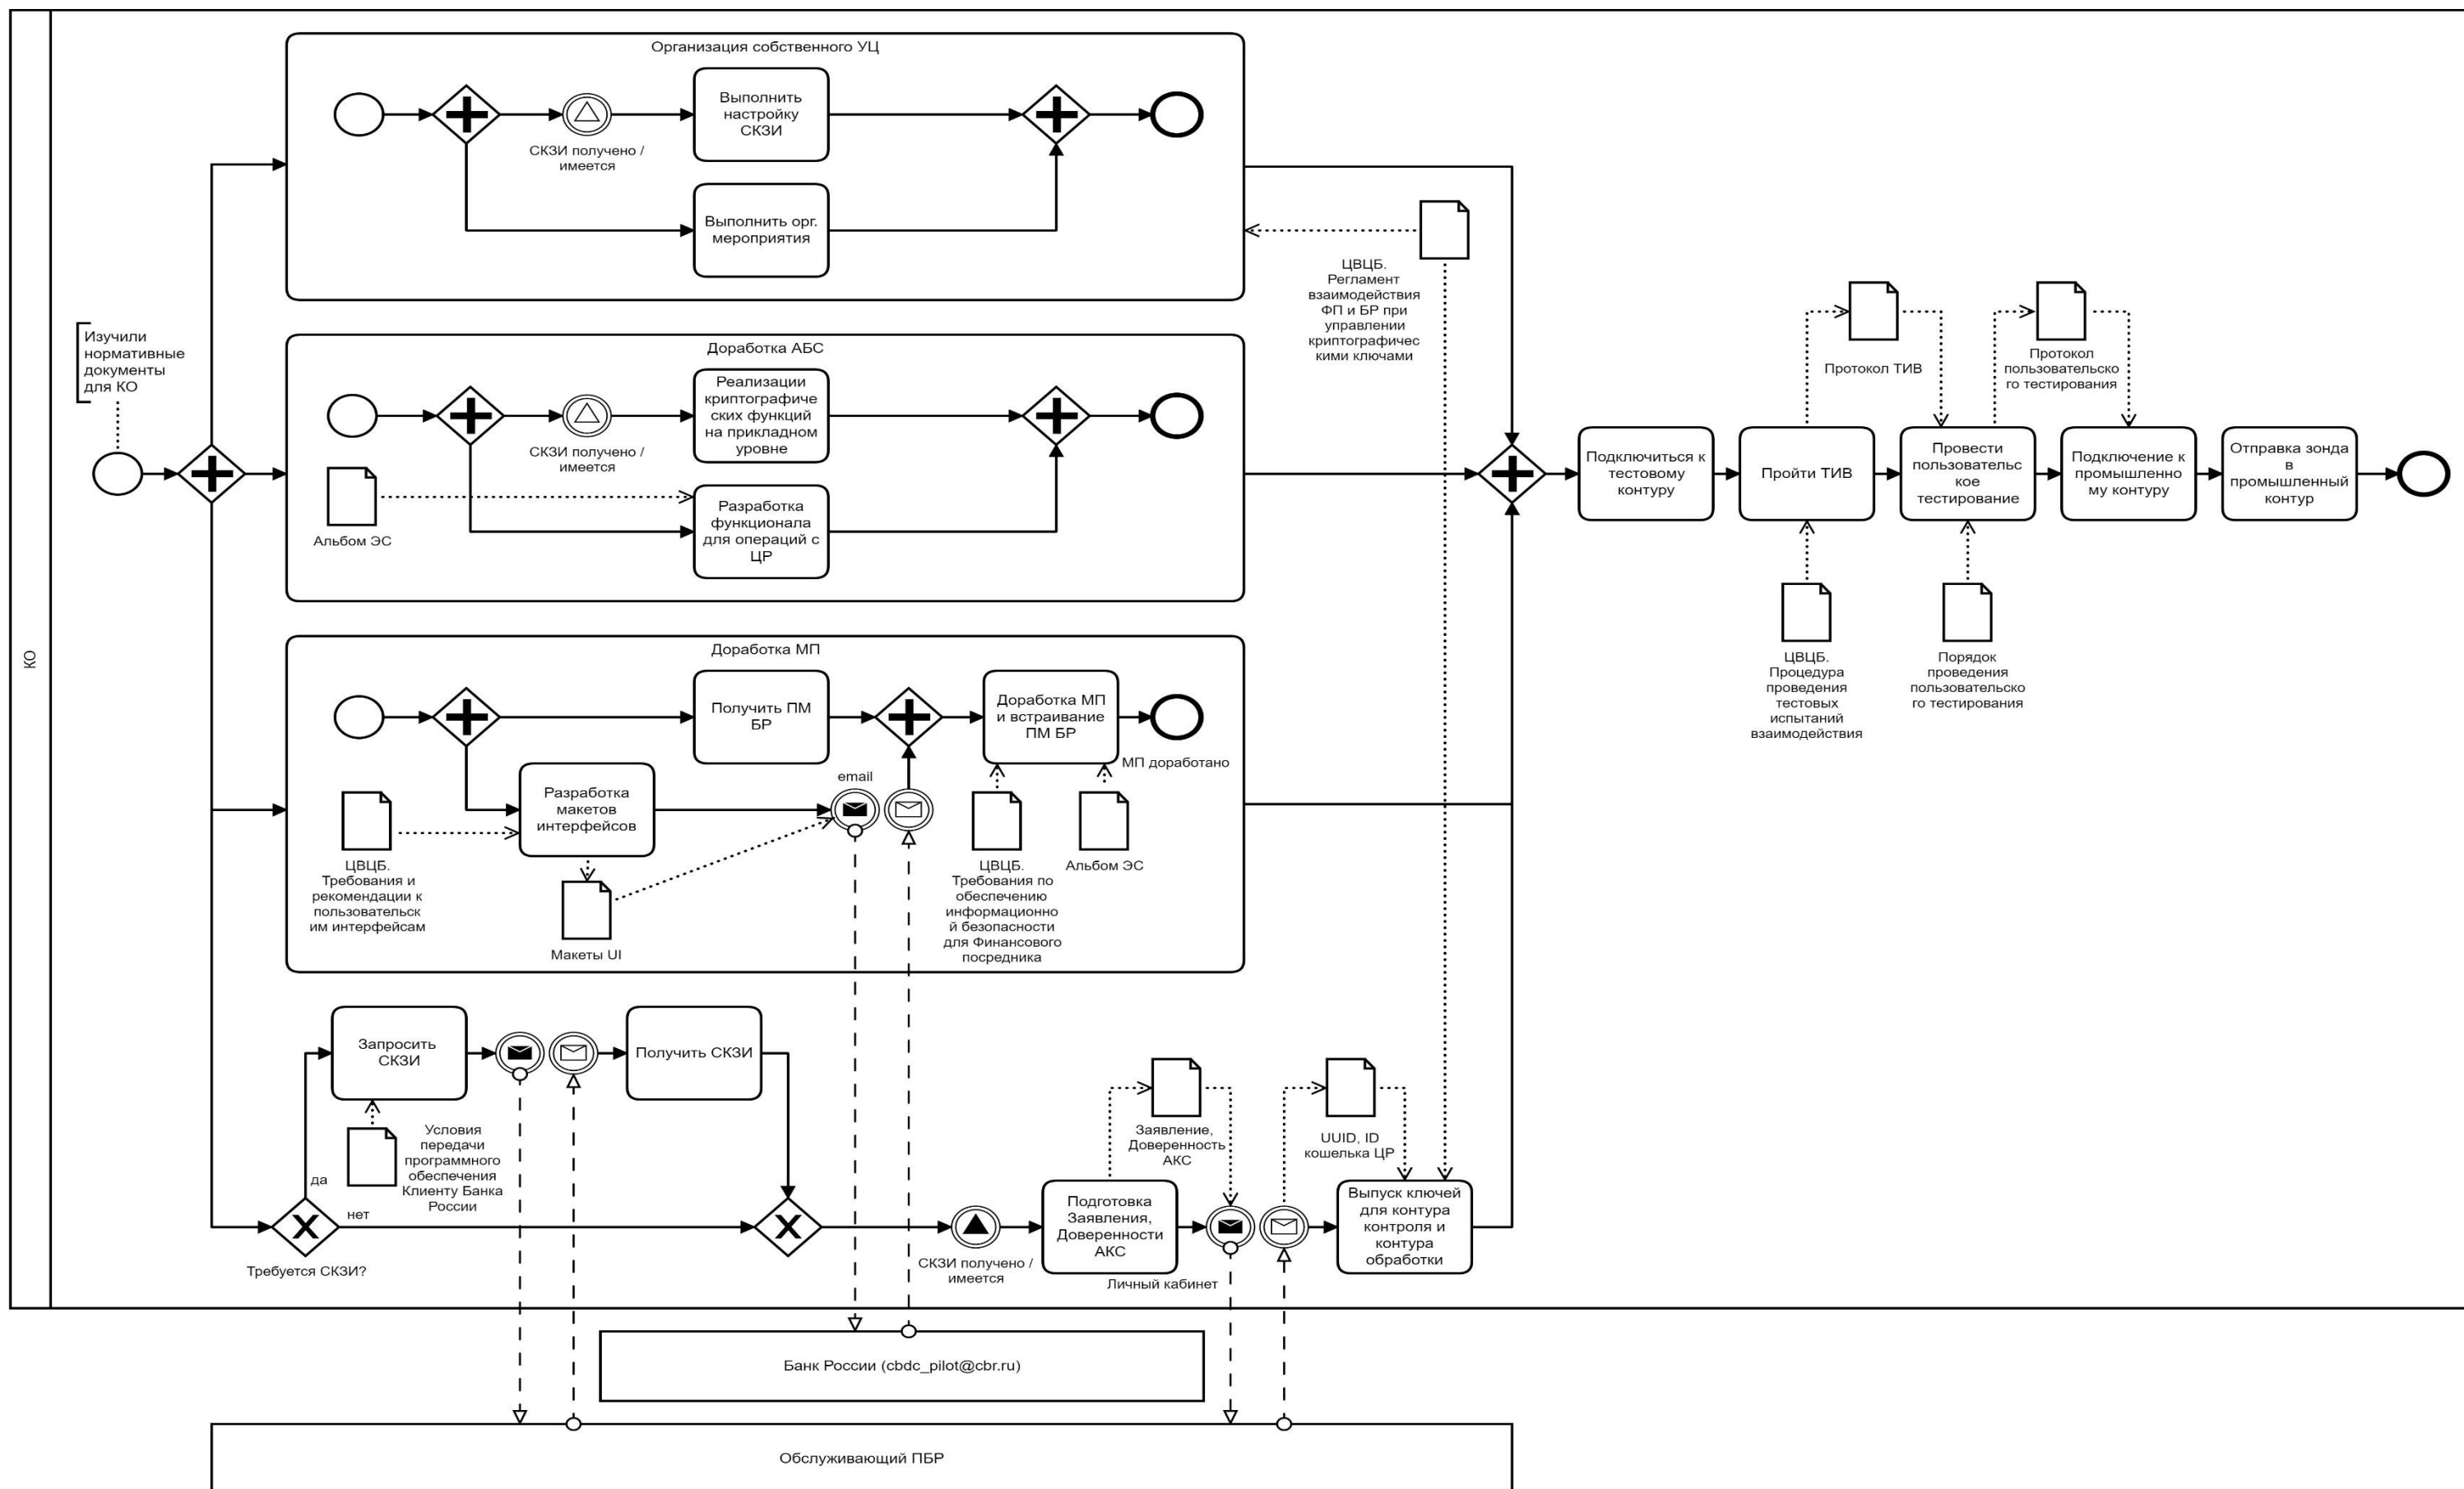 Организация собственного УЦ
Выполнить
настройку
СКЗИ
СКЗИ получено /
имеется
Выполнить орг.
мероприятия
ЦВЦБ.
Регламент
взаимодействия
ФП и БР при
управлении
криптографичес
кими ключами
Изучили
нормативные
документы
для КО
Доработка АБС
Реализации
криптографиче
ских функций
на прикладном
уровне
СКЗИ получено /
имеется
Альбом ЭС
Разработка
функционала
для операций с
ЦР
Протокол ТИВ
Протокол
пользовательско
го тестирования
Подключиться к
тестовому
контуру
Пройти ТИВ
Провести
пользовательс
кое
тестирование
Подключение к
промышленно
му контуру
Отправка зонда
в
промышленный
контур
ЦВЦБ.
Процедура
проведения
тестовых
испытаний
взаимодействия
Порядок
проведения
пользовательско
го тестирования
КО
Доработка МП
Получить ПМ
БР
Доработка МП
и встраивание
ПМ БР
МП доработано
Разработка
макетов
интерфейсов
email
ЦВЦБ.
Требования и
рекомендации к
пользовательск
им интерфейсам
Макеты UI
ЦВЦБ.
Требования по
обеспечению
информационно
й безопасности
для Финансового
посредника
Альбом ЭС
Запросить
СКЗИ
Получить СКЗИ
Условия
передачи
программного
обеспечения
Клиенту Банка
России
да
нет
Требуется СКЗИ?
СКЗИ получено /
имеется
Заявление,
Доверенность
АКС
Подготовка
Заявления,
Доверенности
АКС
Личный кабинет
UUID, ID
кошелька ЦР
Выпуск ключей
для контура
контроля и
контура
обработки
Банк России (cbdc_pilot@cbr.ru)
Обслуживающий ПБР